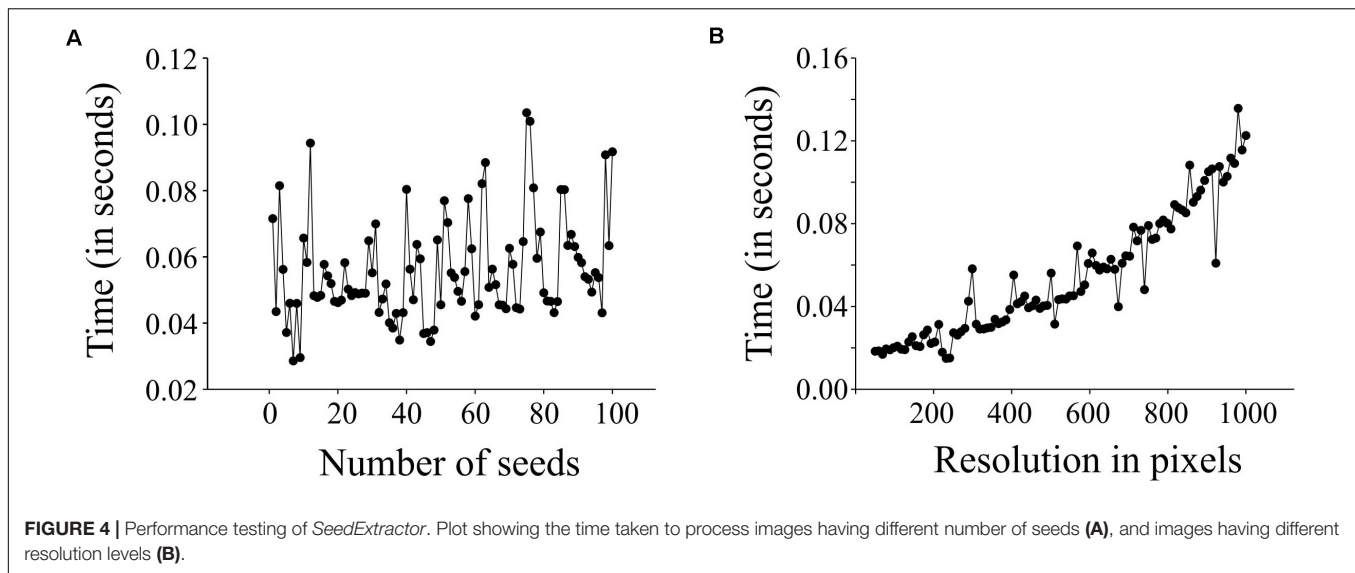 A
0.12
0.10
0.08
0.06
0.04
0.02
Time (in seconds)
0 20 40 60 80 100
Number of seeds
B
0.16
0.12
0.08
0.04
0.00
Time (in seconds)
200 400 600 800 1000
Resolution in pixels
FIGURE 4 | Performance testing of SeedExtractor. Plot showing the time taken to process images having different number of seeds (A), and images having different
resolution levels (B).